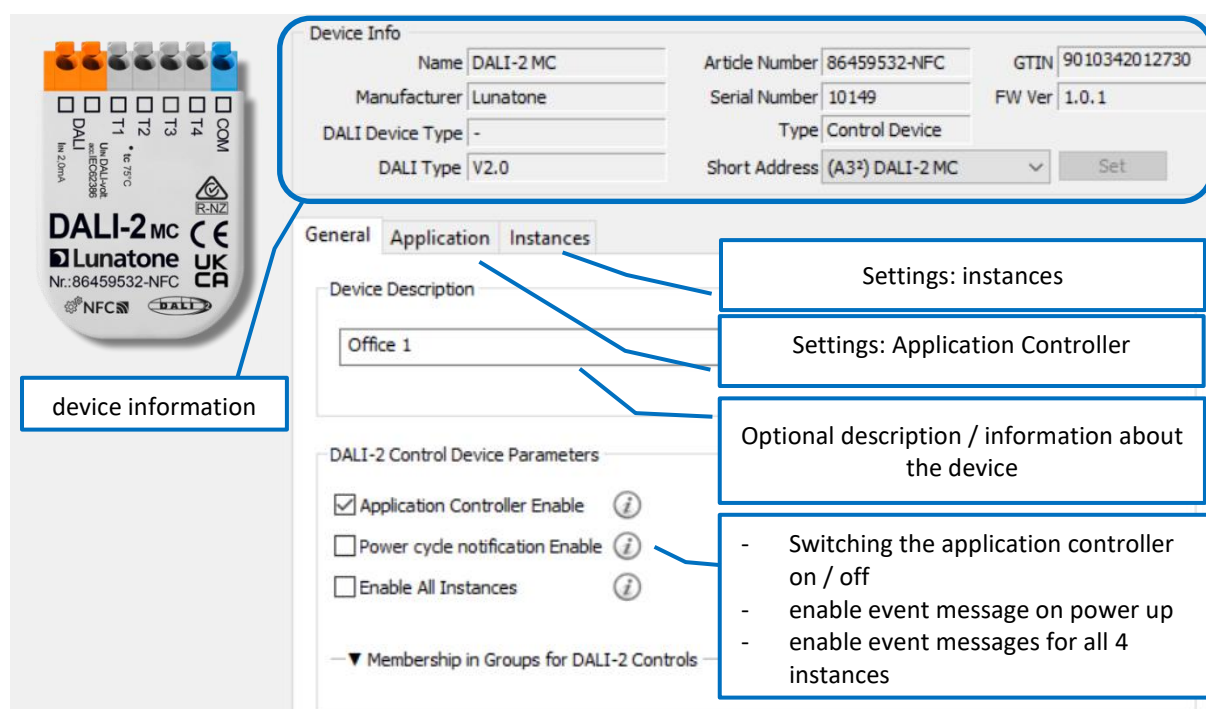 Device Info
Name DALI-2 MC Article Number 86459532-NFC GTIN 9010342012730
Manufacturer Lunatone Serial Number 10149 FW Ver 1.0.1
DALI Device Type - Type Control Device
DALI Type V2.0 Short Address (A3²) DALI-2 MC Set
DALI T1 T2 T3 T4 COM
IIN 2.0mA
UIN DALI-volt
acc.IEC62386
* tc 75°C
R-NZ
DALI-2 MC CE
Lunatone UK
CA
Nr.:86459532-NFC
NFC DALI 2
device information
General Application Instances
Settings: instances
Device Description
Office 1
Settings: Application Controller
Optional description / information about
the device
DALI-2 Control Device Parameters
Application Controller Enable i
Power cycle notification Enable i
Enable All Instances i
- Switching the application controller
on / off
- enable event message on power up
- enable event messages for all 4
instances
▼ Membership in Groups for DALI-2 Controls